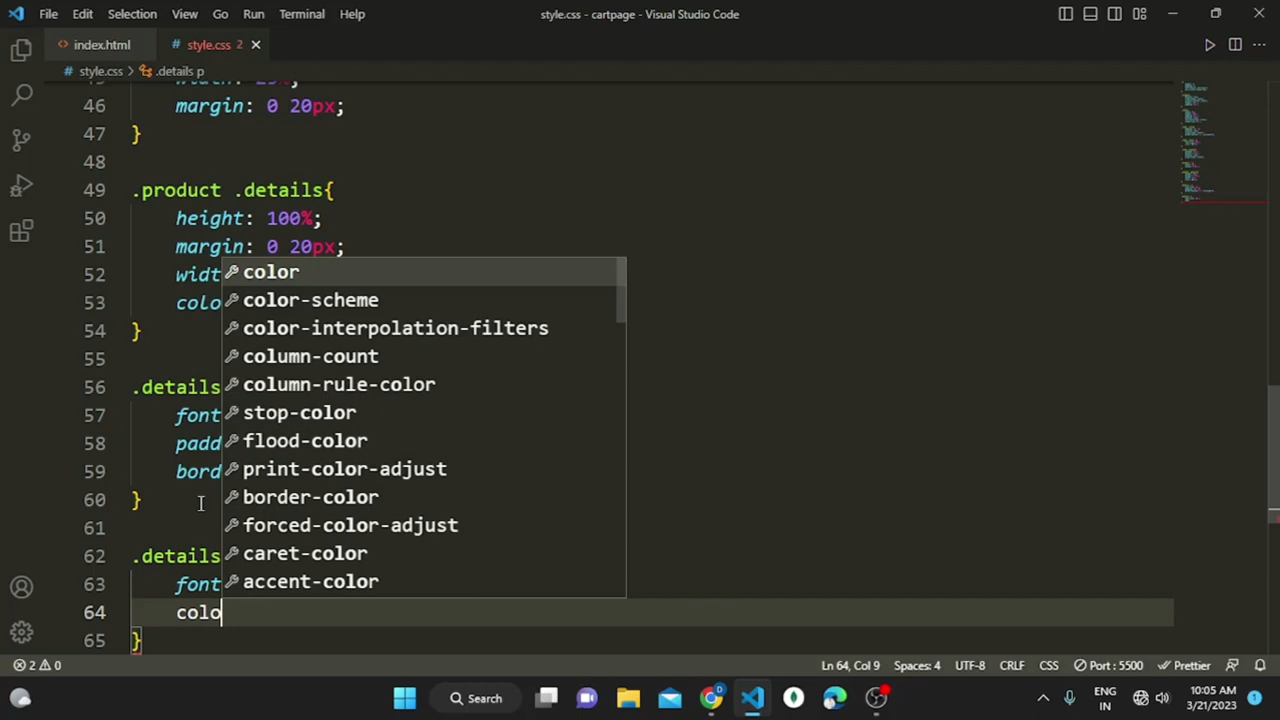 File Edit Selection View Go Run Terminal Help
style.css - cartpage - Visual Studio Code
index.html
# style.css 2
style.css > .details p
46 margin: 0 20px;
47 }
48
49 .product .details{
50 height: 100%;
51 margin: 0 20px;
52 widt
53 colo
54 }
55
56 .details
57 font
58 padd
59 bord
60 }
61
62 .details
63 font
64 colo
65 }
color
color-scheme
color-interpolation-filters
column-count
column-rule-color
stop-color
flood-color
print-color-adjust
border-color
forced-color-adjust
caret-color
accent-color
2 0
Ln 64, Col 9 Spaces: 4 UTF-8 CRLF CSS Port : 5500 Prettier
Search
ENG
IN
10:05 AM
3/21/2023
1